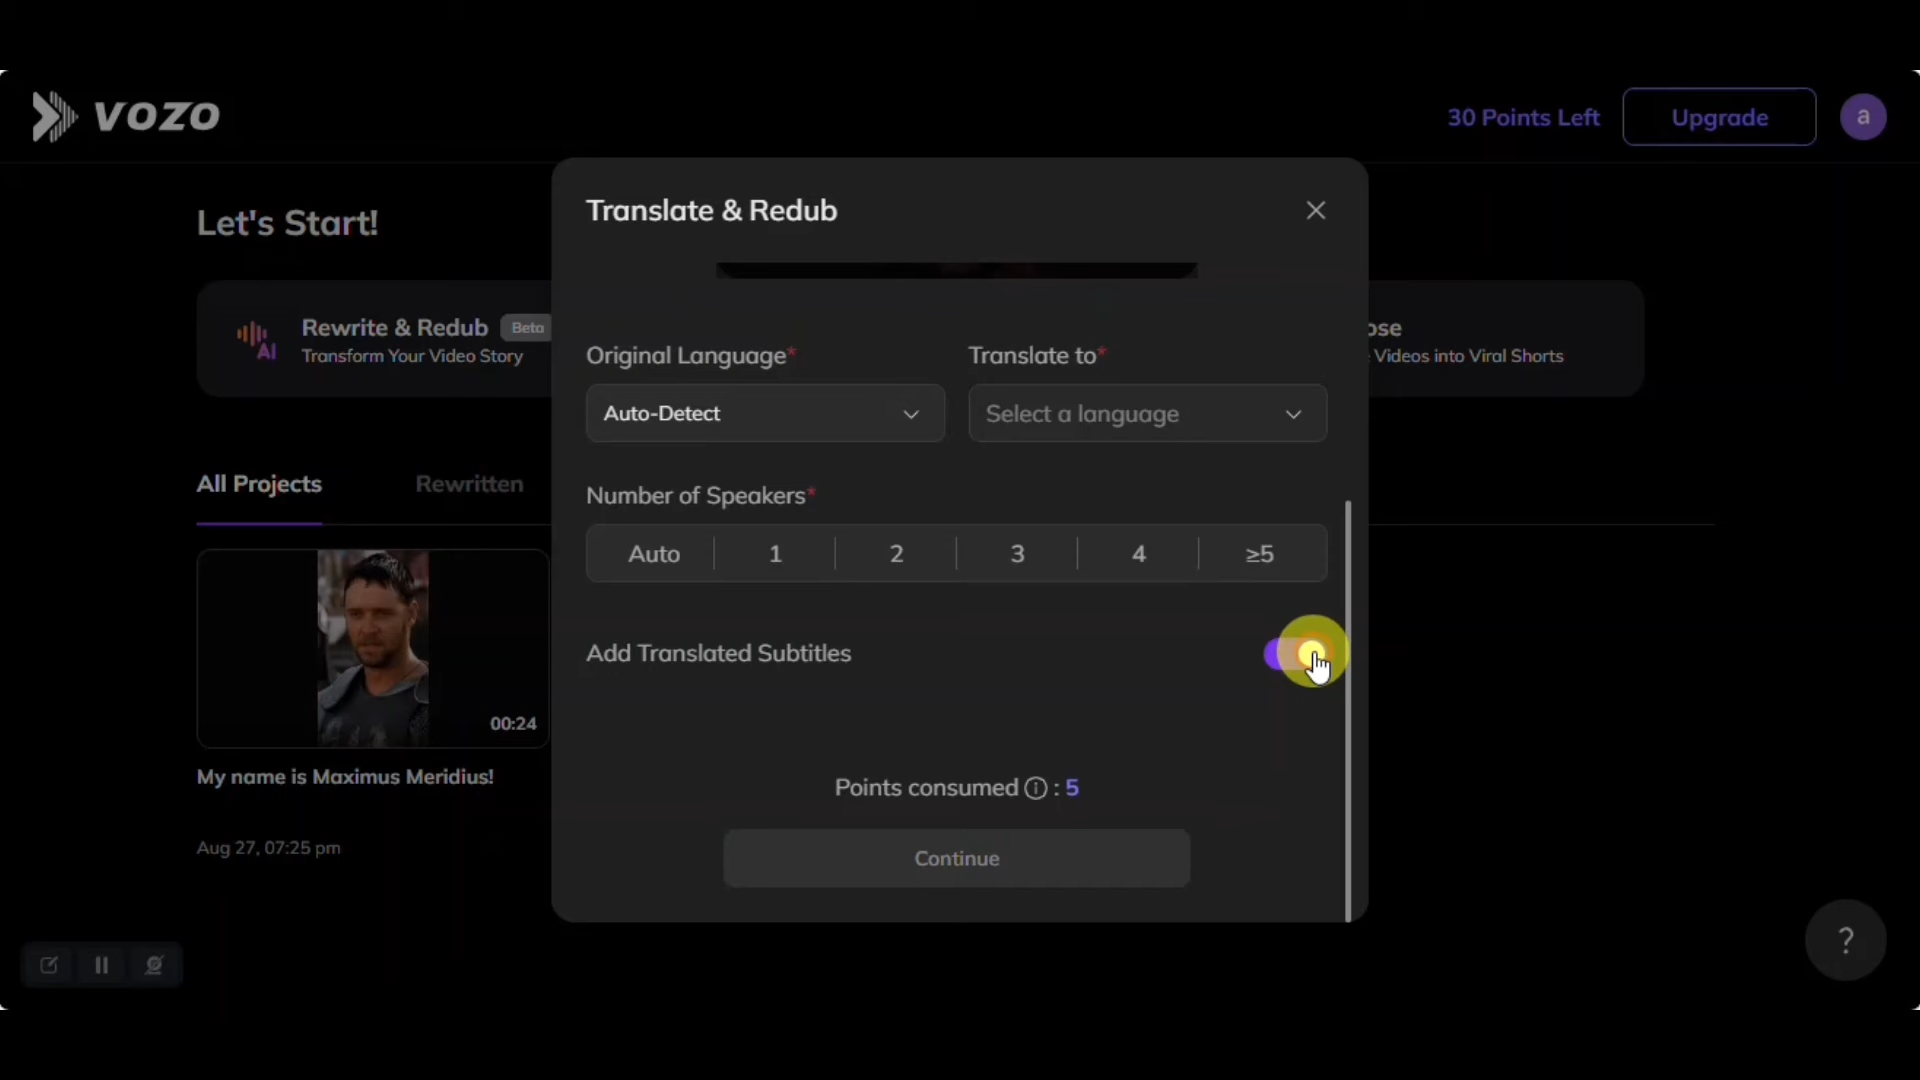 vozo
30 Points Left
Upgrade
a
Let's Start!
Translate & Redub
Rewrite & Redub Beta
Transform Your Video Story
ose
Videos into Viral Shorts
Original Language*
Translate to*
Auto-Detect
Select a language
All Projects
Rewritten
Number of Speakers*
Auto 1 2 3 4 ≥5
Add Translated Subtitles
00:24
My name is Maximus Meridius!
Aug 27, 07:25 pm
Points consumed ⓘ : 5
Continue
?